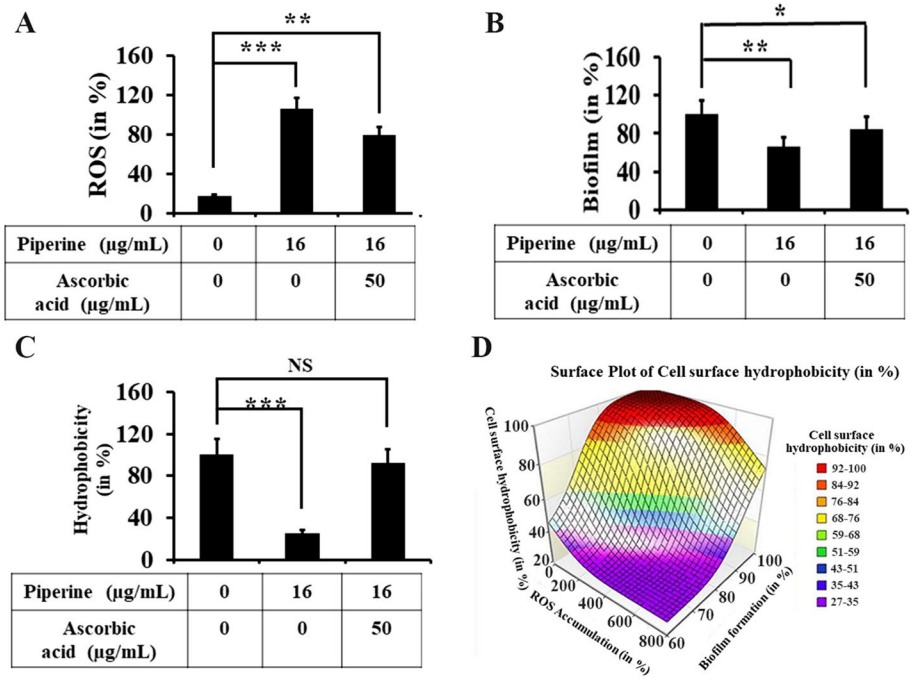 A
**
***
160
120
80
40
0
ROS (in %)
Piperine (µg/mL) 0 16 16
Ascorbic acid (µg/mL) 0 0 50
B
*
**
160
120
80
40
0
Biofilm (in %)
Piperine (µg/mL) 0 16 16
Ascorbic acid (µg/mL) 0 0 50
C
NS
***
160
120
80
40
0
Hydrophobicity (in %)
Piperine (µg/mL) 0 16 16
Ascorbic acid (µg/mL) 0 0 50
D
Surface Plot of Cell surface hydrophobicity (in %)
Cell surface hydrophobicity (in %)
100
80
60
40
20
0
200
400
600
800
ROS Accumulation (in %)
60
70
80
90
100
Biofilm formation (in %)
Cell surface
hydrophobicity (in %)
92-100
84-92
76-84
68-76
59-68
51-59
43-51
35-43
27-35